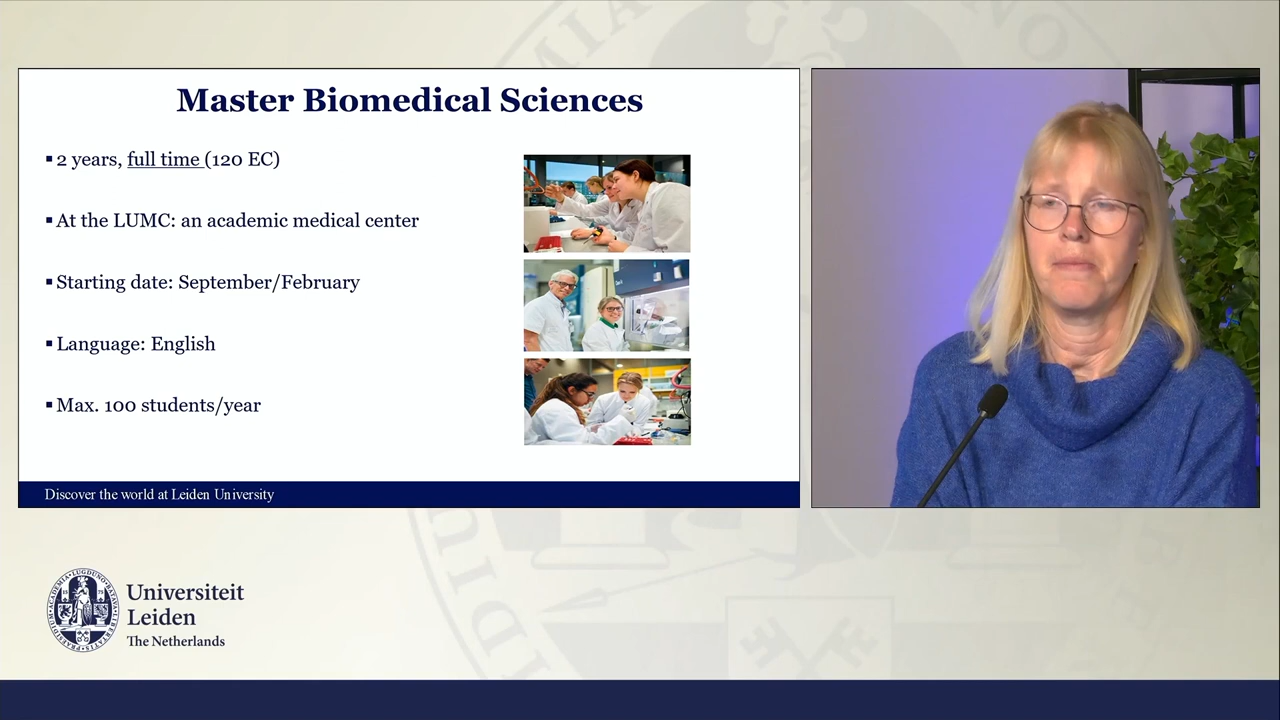 Master Biomedical Sciences
▪ 2 years, full time (120 EC)
▪ At the LUMC: an academic medical center
▪ Starting date: September/February
▪ Language: English
▪ Max. 100 students/year
Discover the world at Leiden University
Universiteit
Leiden
The Netherlands